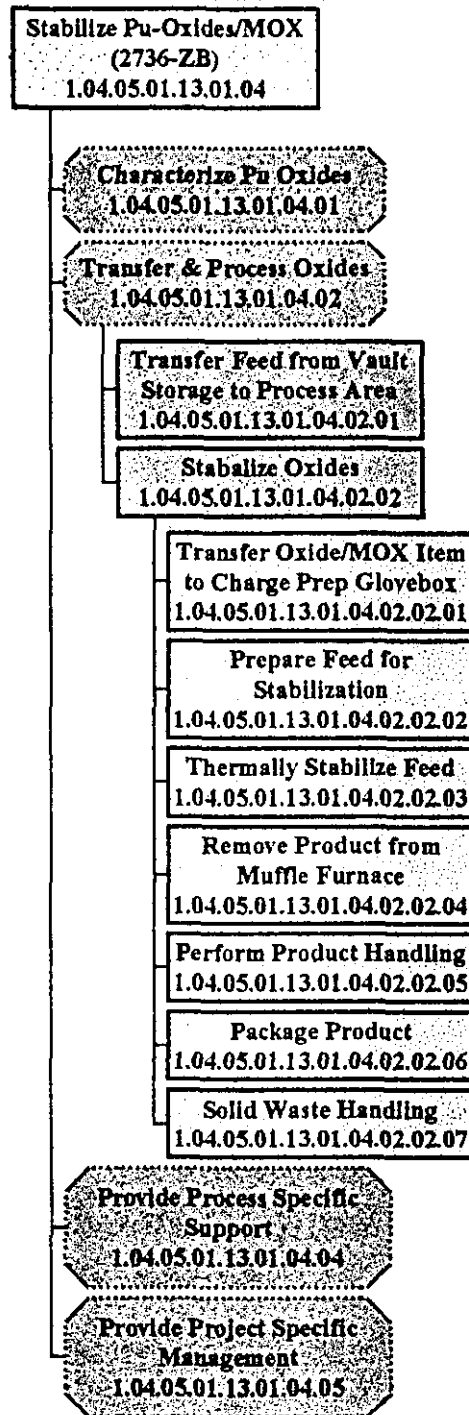 Stabilize Pu-Oxides/MOX
(2736-ZB)
1.04.05.01.13.01.04
Characterize Pu Oxides
1.04.05.01.13.01.04.01
Transfer & Process Oxides
1.04.05.01.13.01.04.02
Transfer Feed from Vault
Storage to Process Area
1.04.05.01.13.01.04.02.01
Stabalize Oxides
1.04.05.01.13.01.04.02.02
Transfer Oxide/MOX Item
to Charge Prep Glovebox
1.04.05.01.13.01.04.02.02.01
Prepare Feed for
Stabilization
1.04.05.01.13.01.04.02.02.02
Thermally Stabilize Feed
1.04.05.01.13.01.04.02.02.03
Remove Product from
Muffle Furnace
1.04.05.01.13.01.04.02.02.04
Perform Product Handling
1.04.05.01.13.01.04.02.02.05
Package Product
1.04.05.01.13.01.04.02.02.06
Solid Waste Handling
1.04.05.01.13.01.04.02.02.07
Provide Process Specific
Support
1.04.05.01.13.01.04.04
Provide Project Specific
Management
1.04.05.01.13.01.04.05